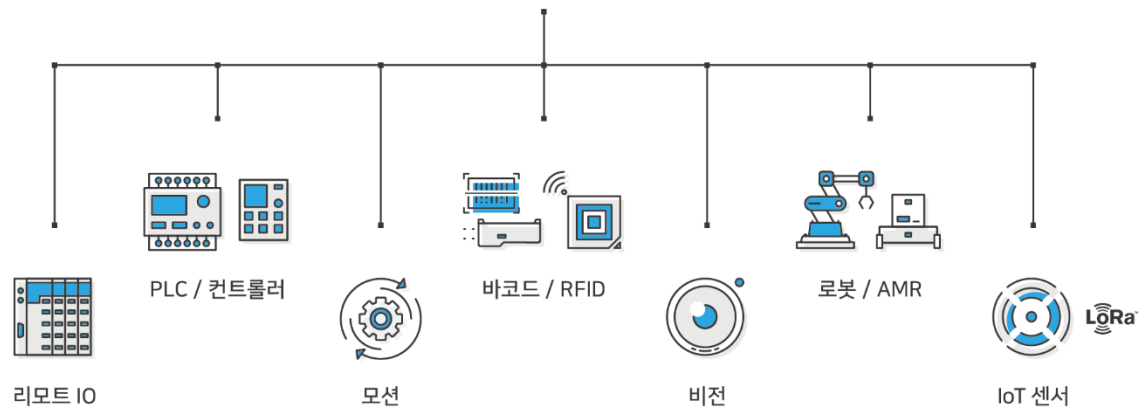 PLC / 컨트롤러
바코드 / RFID
로봇 / AMR
LoRa™
리모트 IO
모션
비전
IoT 센서